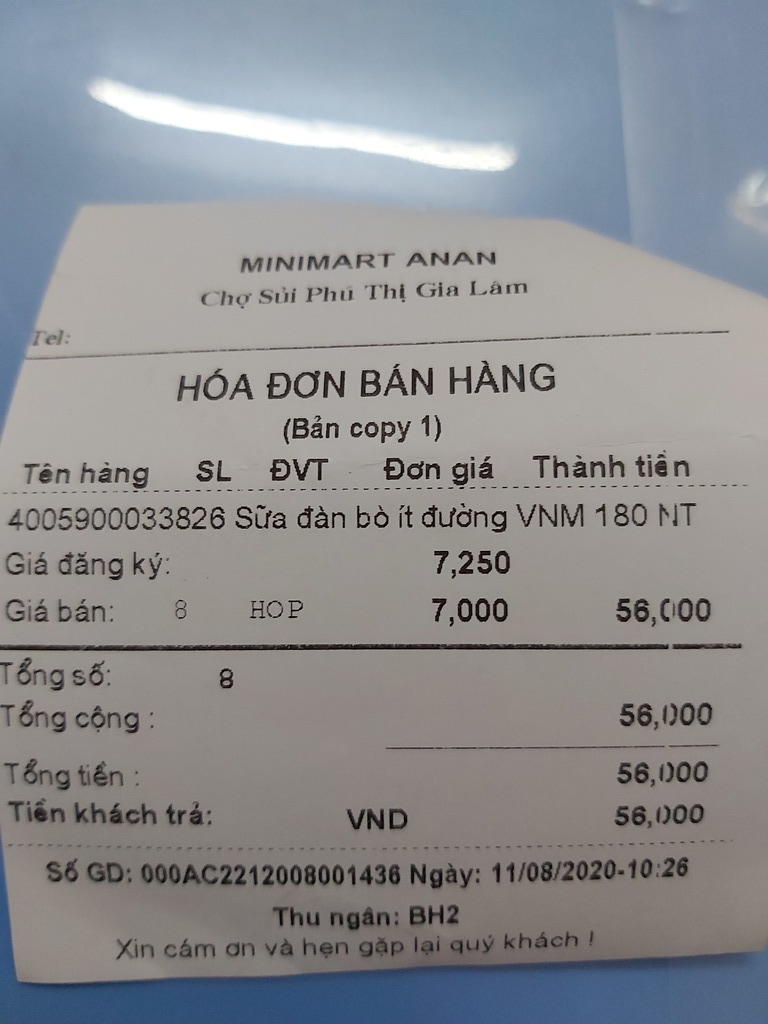 MINIMART ANAN
Chợ Sủi Phú Thị Gia Lâm
Tel:
HÓA ĐƠN BÁN HÀNG
(Bản copy 1)
Tên hàng SL ĐVT Đơn giá Thành tiền
4005900033826 Sữa đàn bò ít đường VNM 180 NT
Giá đăng ký: 7,250
Giá bán: 8 HOP 7,000 56,000
Tổng số: 8
Tổng cộng : 56,000
Tổng tiền : 56,000
Tiền khách trả: VND 56,000
Số GD: 000AC2212008001436 Ngày: 11/08/2020-10:26
Thu ngân: BH2
Xin cám ơn và hẹn gặp lại quý khách !